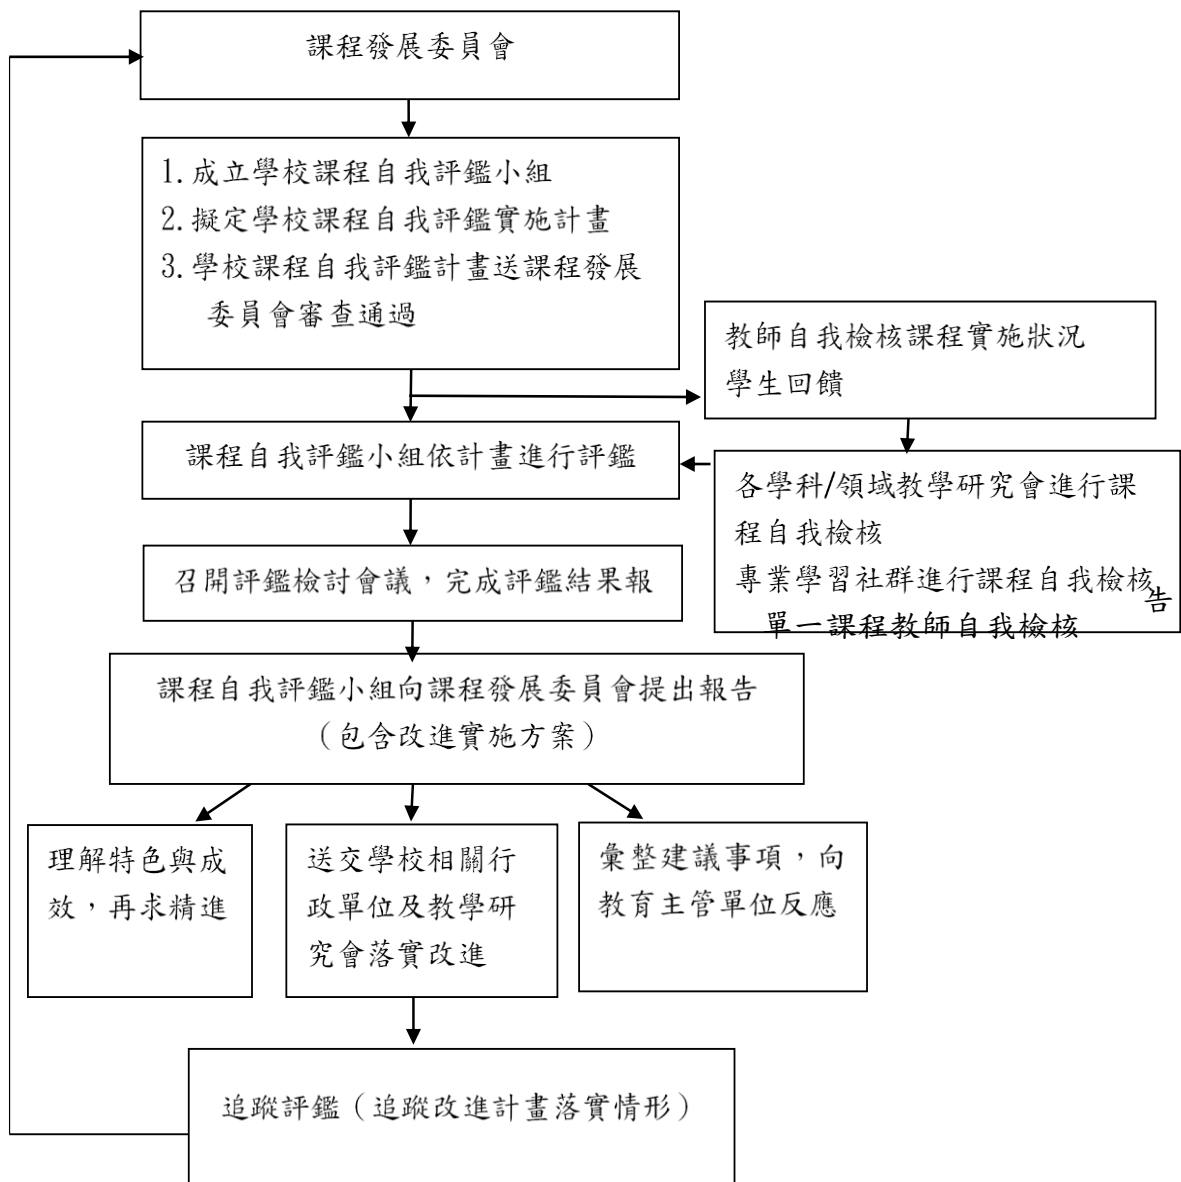 課程發展委員會
1.成立學校課程自我評鑑小組
2.擬定學校課程自我評鑑實施計畫
3.學校課程自我評鑑計畫送課程發展
委員會審查通過
教師自我檢核課程實施狀況
學生回饋
課程自我評鑑小組依計畫進行評鑑
各學科/領域教學研究會進行課
程自我檢核
專業學習社群進行課程自我檢核
單一課程教師自我檢核
召開評鑑檢討會議，完成評鑑結果報
告
課程自我評鑑小組向課程發展委員會提出報告
（包含改進實施方案）
理解特色與成
效，再求精進
送交學校相關行
政單位及教學研
究會落實改進
彙整建議事項，向
教育主管單位反應
追蹤評鑑（追蹤改進計畫落實情形）